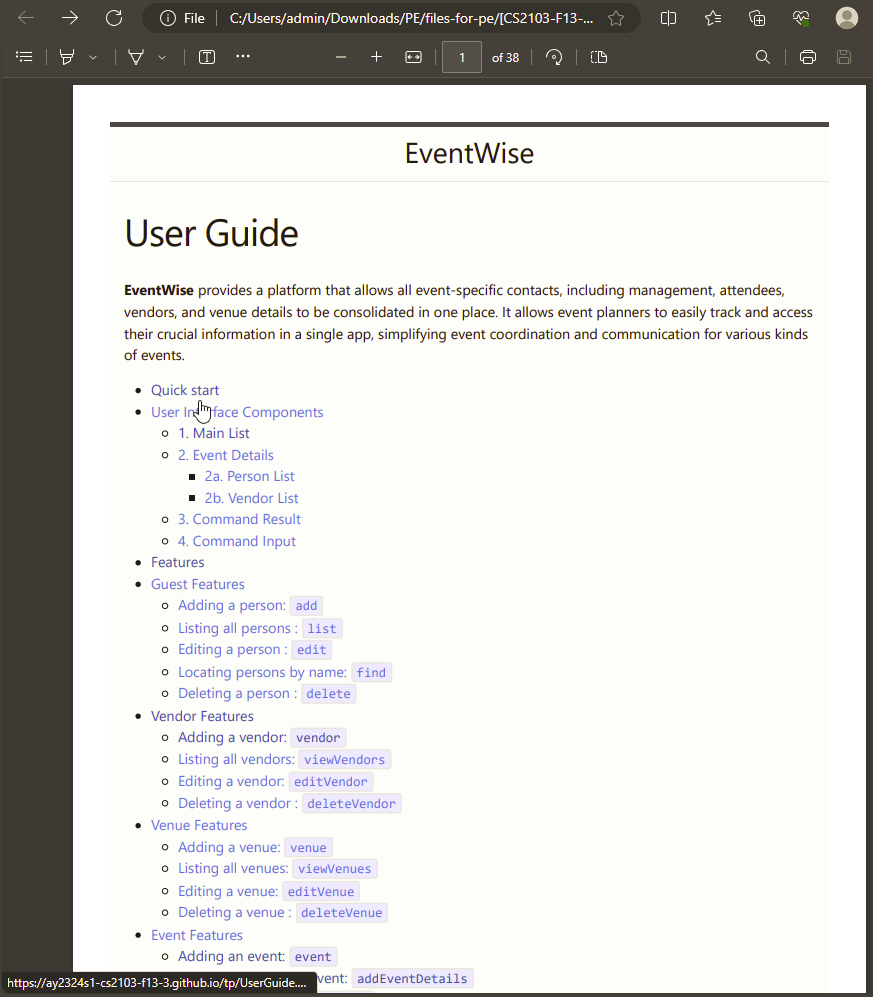 File C:/Users/admin/Downloads/PE/files-for-pe/[CS2103-F13-...
1 of 38
EventWise
User Guide
EventWise provides a platform that allows all event-specific contacts, including management, attendees,
vendors, and venue details to be consolidated in one place. It allows event planners to easily track and access
their crucial information in a single app, simplifying event coordination and communication for various kinds
of events.
Quick start
User Interface Components
1. Main List
2. Event Details
2a. Person List
2b. Vendor List
3. Command Result
4. Command Input
Features
Guest Features
Adding a person: add
Listing all persons : list
Editing a person : edit
Locating persons by name: find
Deleting a person : delete
Vendor Features
Adding a vendor: vendor
Listing all vendors: viewVendors
Editing a vendor: editVendor
Deleting a vendor : deleteVendor
Venue Features
Adding a venue: venue
Listing all venues: viewVenues
Editing a venue: editVenue
Deleting a venue : deleteVenue
Event Features
Adding an event: event
vent: addEventDetails
https://ay2324s1-cs2103-f13-3.github.io/tp/UserGuide....